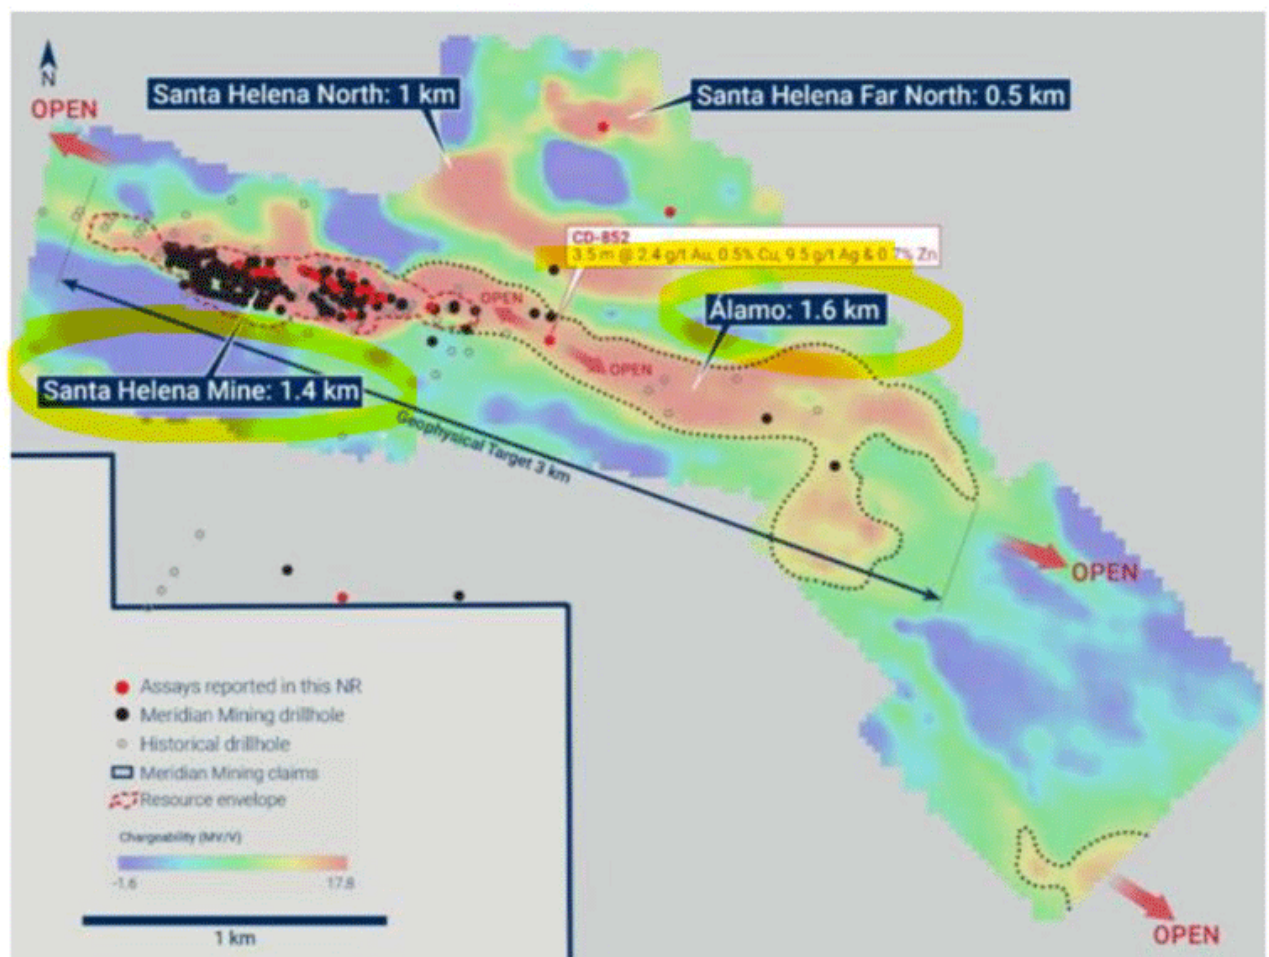 N
OPEN
Santa Helena North: 1 km
Santa Helena Far North: 0.5 km
CD-852
3.5 m @ 2.4 g/t Au, 0.5% Cu, 9.5 g/t Ag & 0.7% Zn
OPEN
Álamo: 1.6 km
OPEN
Santa Helena Mine: 1.4 km
Geophysical Target 3 km
OPEN
Assays reported in this NR
Meridian Mining drillhole
Historical drillhole
Meridian Mining claims
Resource envelope
Chargeability (MV/V)
-1.6 17.8
1 km
OPEN